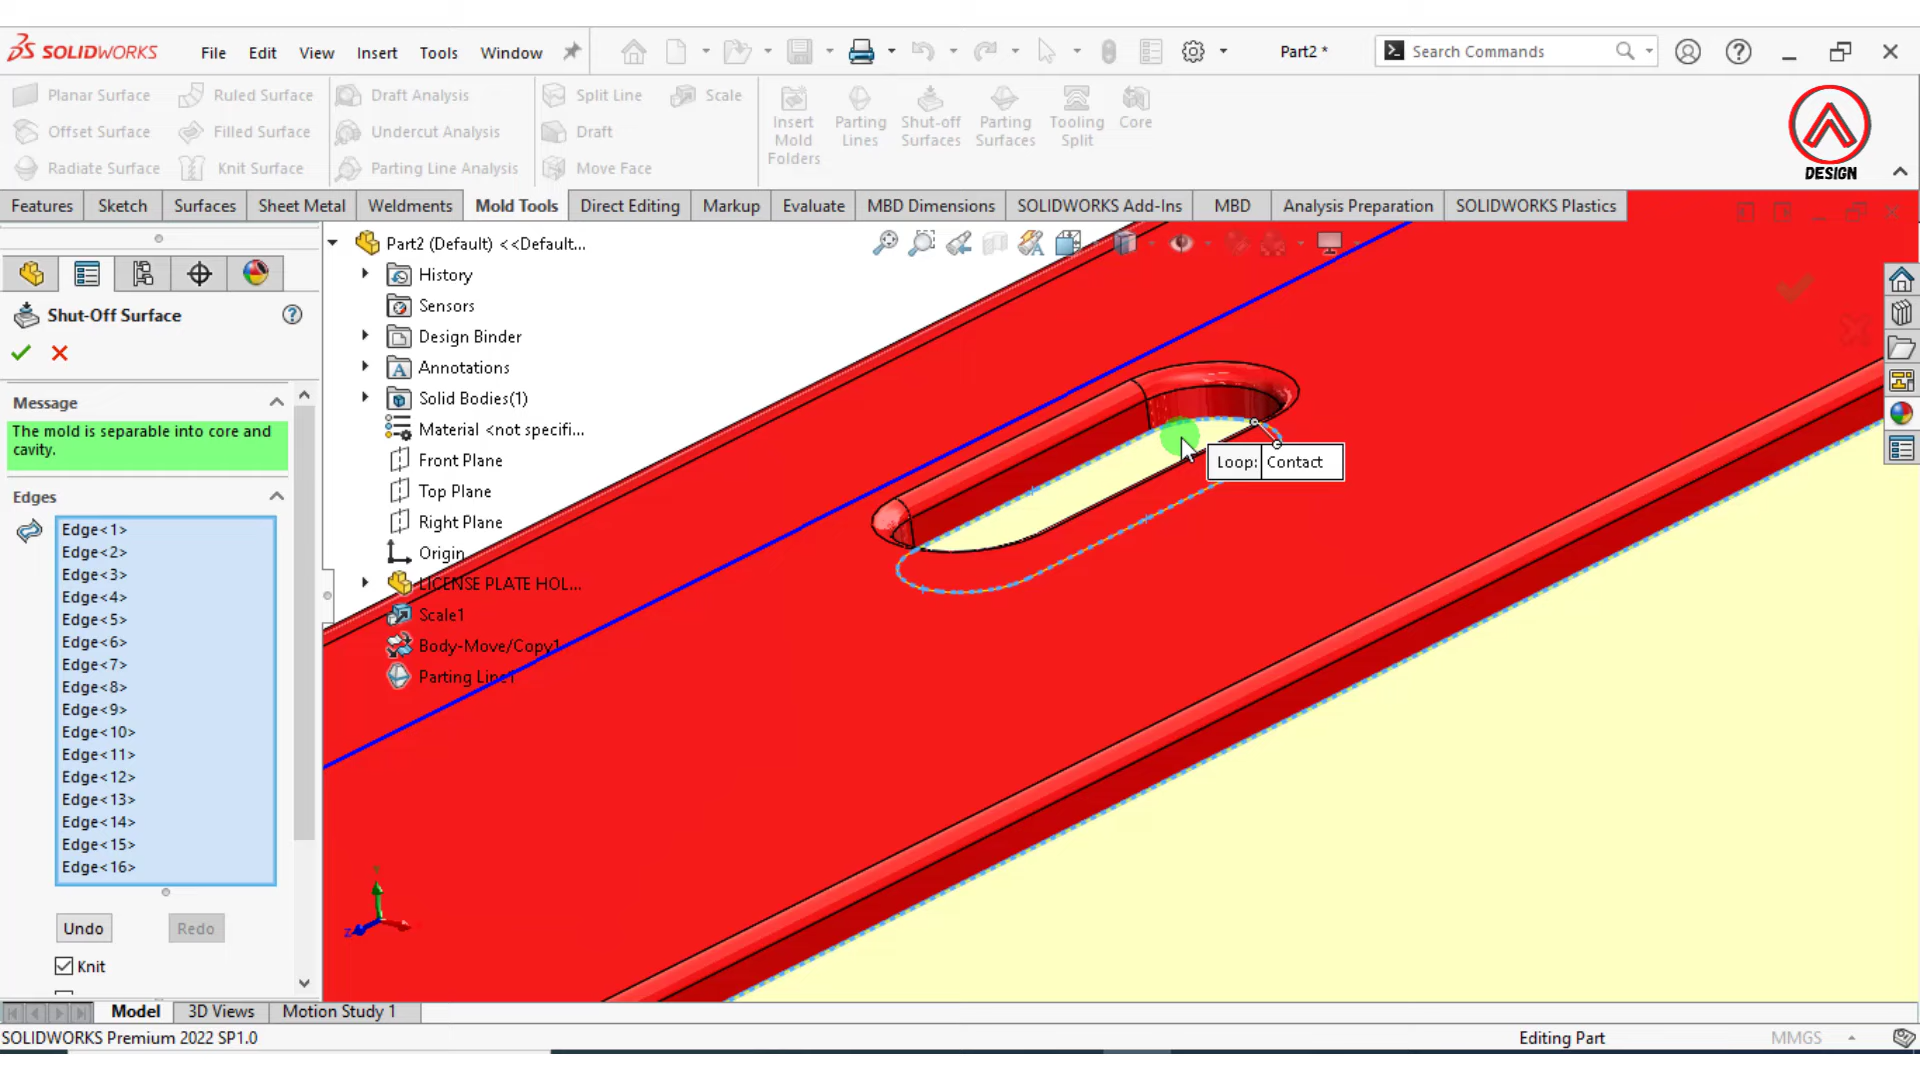 SOLIDWORKS File Edit View Insert Tools Window Part2 * Search Commands
Planar Surface Ruled Surface Draft Analysis Split Line Scale
Offset Surface Filled Surface Undercut Analysis Draft
Radiate Surface Knit Surface Parting Line Analysis Move Face
Insert Mold Folders
Parting Lines
Shut-off Surfaces
Parting Surfaces
Tooling Split
Core
DESIGN
Features Sketch Surfaces Sheet Metal Weldments Mold Tools Direct Editing Markup Evaluate MBD Dimensions SOLIDWORKS Add-Ins MBD Analysis Preparation SOLIDWORKS Plastics
Shut-Off Surface
Message
The mold is separable into core and
cavity.
Edges
Edge<1>
Edge<2>
Edge<3>
Edge<4>
Edge<5>
Edge<6>
Edge<7>
Edge<8>
Edge<9>
Edge<10>
Edge<11>
Edge<12>
Edge<13>
Edge<14>
Edge<15>
Edge<16>
Undo Redo
Knit
Part2 (Default) <<Default...
History
Sensors
Design Binder
Annotations
Solid Bodies(1)
Material <not specifi...
Front Plane
Top Plane
Right Plane
Origin
LICENSE PLATE HOL...
Scale1
Body-Move/Copy1
Parting Line1
Loop: Contact
Z
Model 3D Views Motion Study 1
SOLIDWORKS Premium 2022 SP1.0 Editing Part MMGS